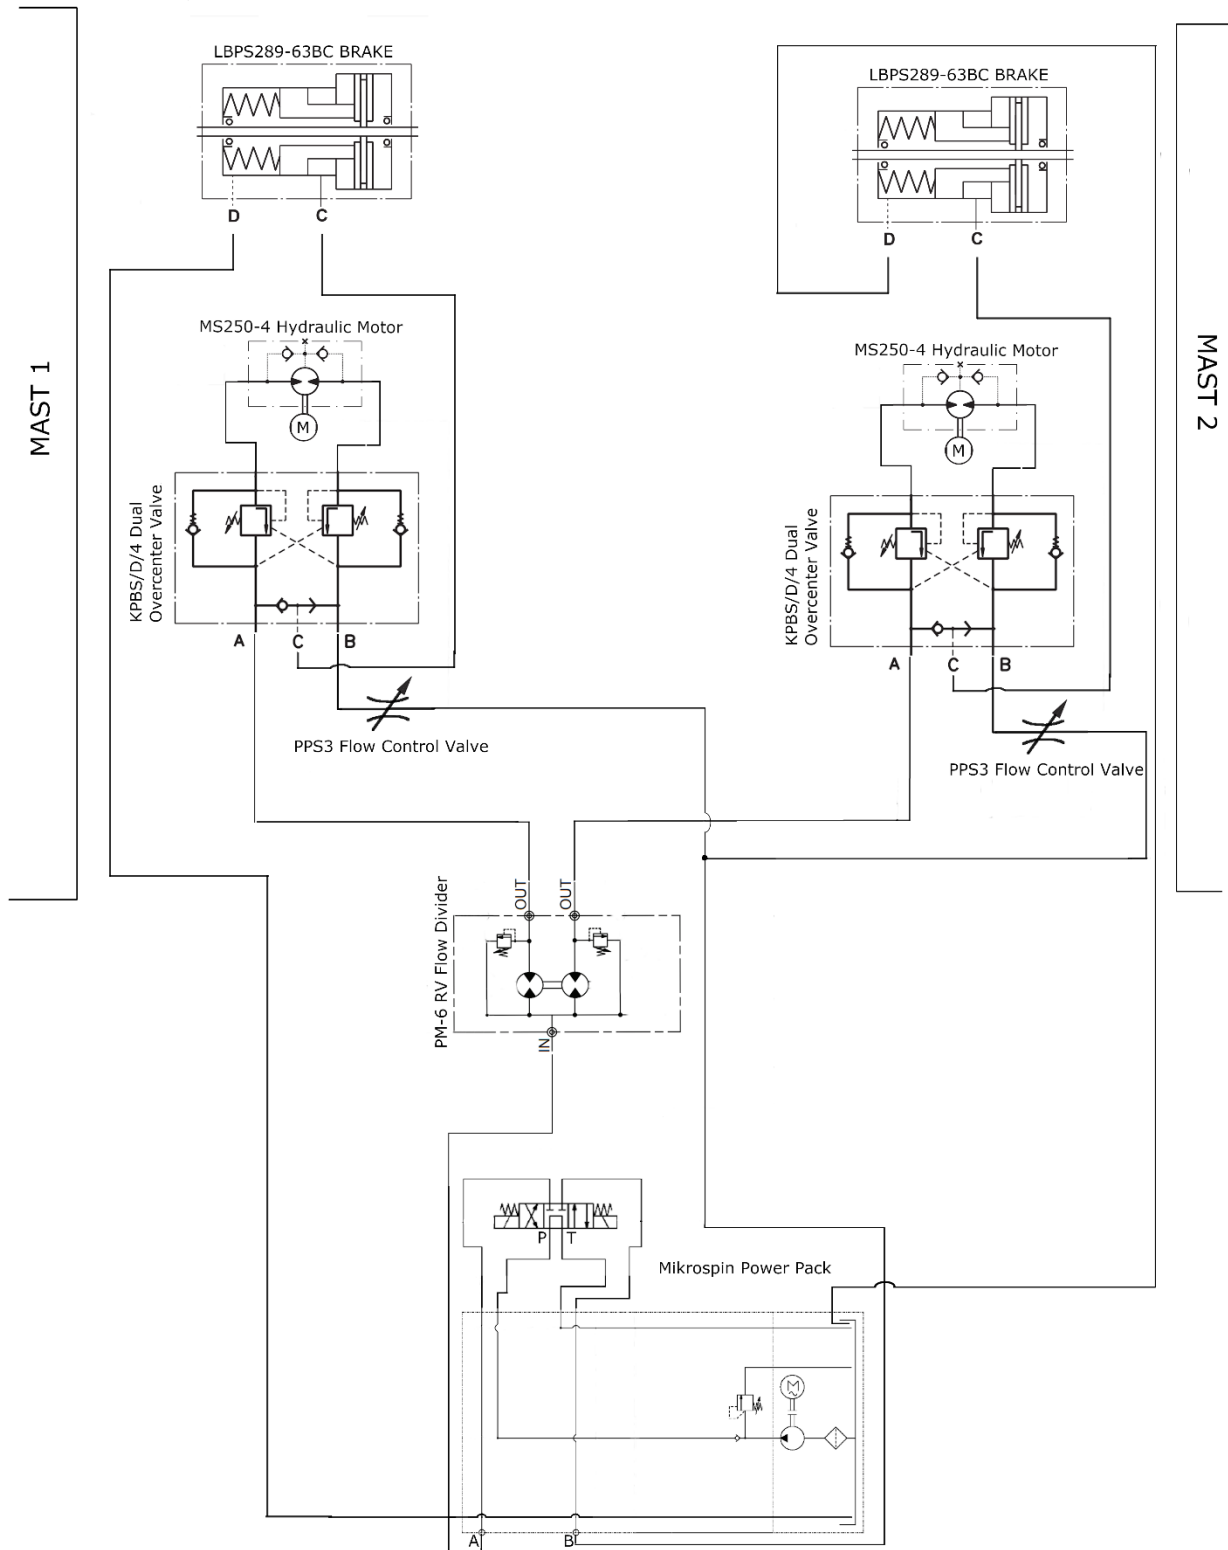 LBPS289-63BC BRAKE
D
C
MS250-4 Hydraulic Motor
M
KPBS/D/4 Dual
Overcenter Valve
A
C
B
PPS3 Flow Control Valve
MAST 1
LBPS289-63BC BRAKE
D
C
MS250-4 Hydraulic Motor
M
KPBS/D/4 Dual
Overcenter Valve
A
C
B
PPS3 Flow Control Valve
MAST 2
PM-6 RV Flow Divider
OUT
OUT
IN
P
T
Mikrospin Power Pack
M
A
B